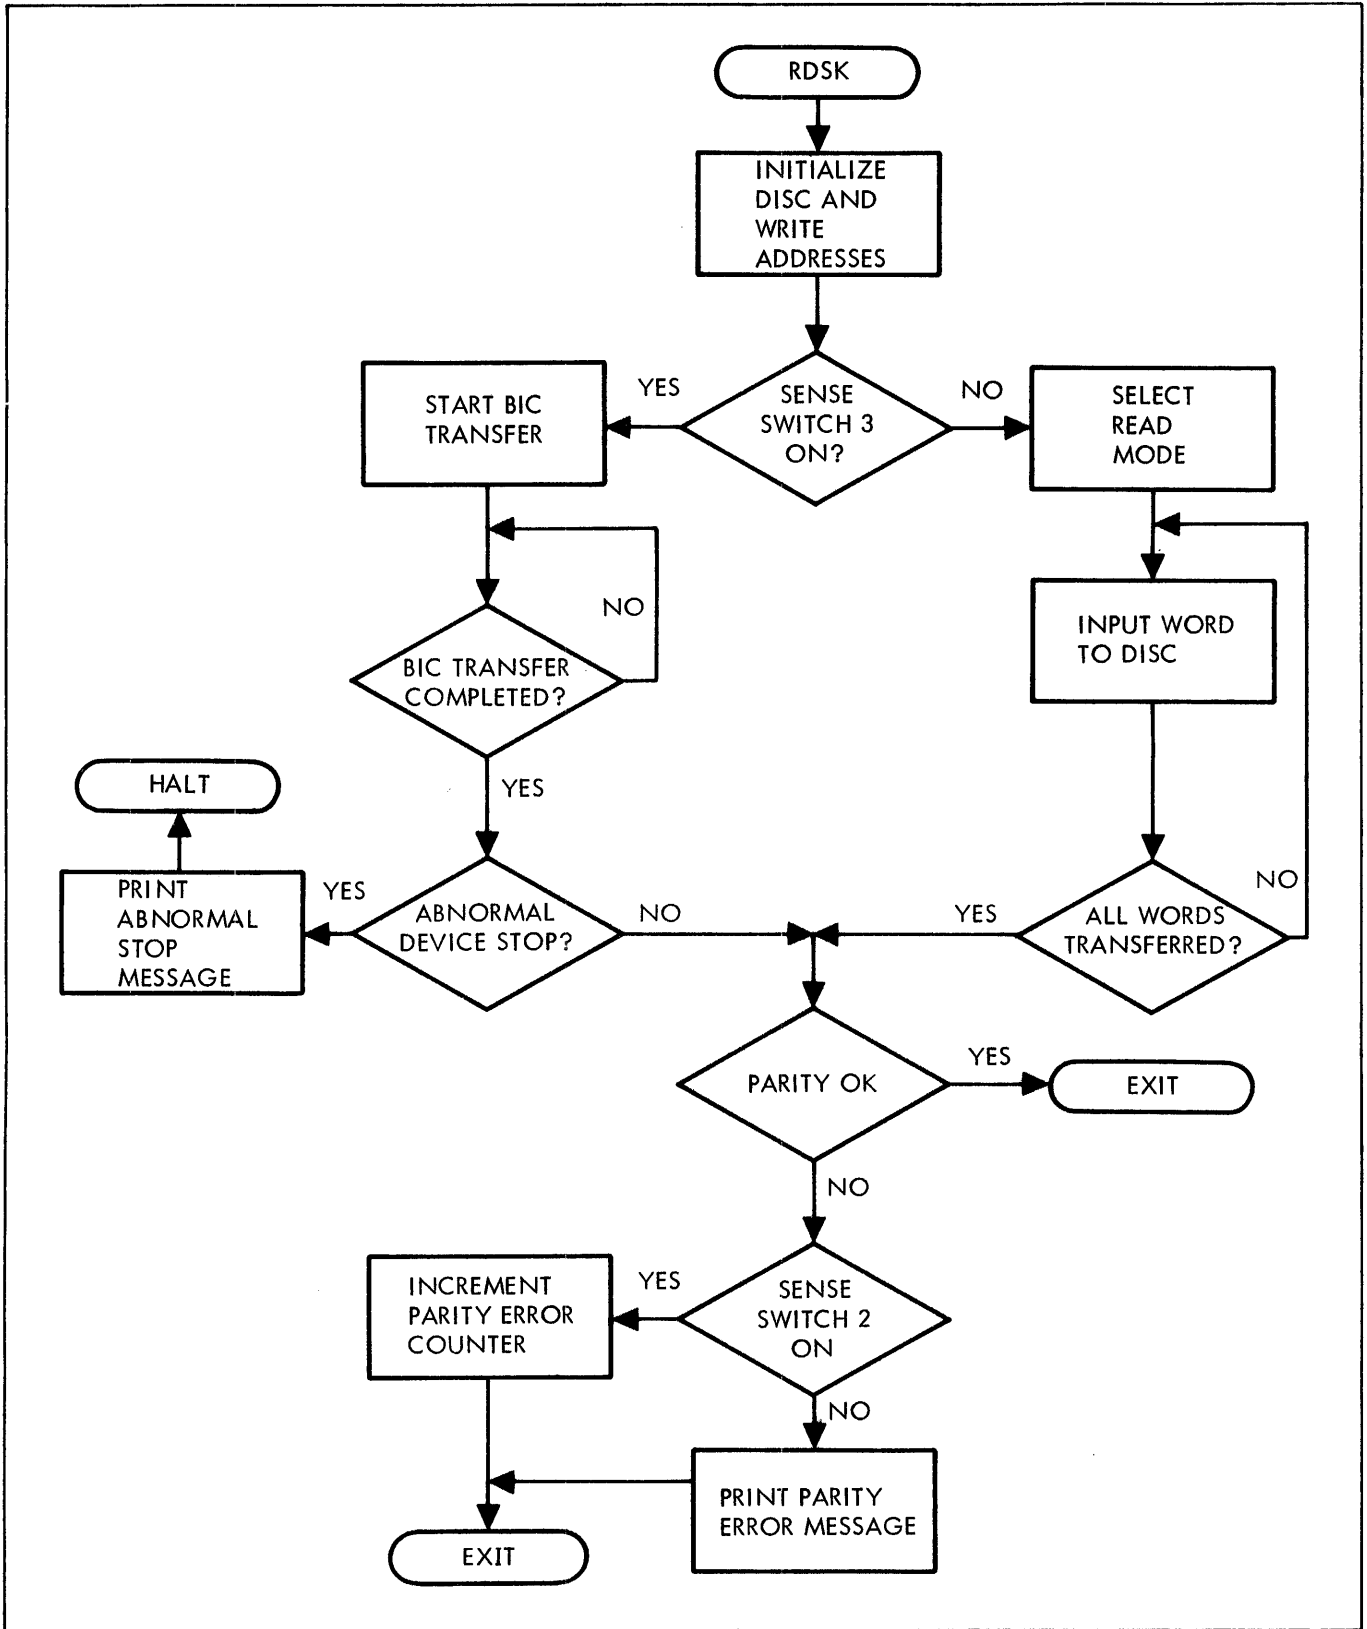 RDSK
INITIALIZE
DISC AND
WRITE
ADDRESSES
YES
SENSE
SWITCH 3
ON?
NO
START BIC
TRANSFER
SELECT
READ
MODE
NO
BIC TRANSFER
COMPLETED?
INPUT WORD
TO DISC
YES
HALT
PRINT
ABNORMAL
STOP
MESSAGE
YES
ABNORMAL
DEVICE STOP?
NO
YES
ALL WORDS
TRANSFERRED?
NO
PARITY OK
YES
EXIT
NO
INCREMENT
PARITY ERROR
COUNTER
YES
SENSE
SWITCH 2
ON
NO
PRINT PARITY
ERROR MESSAGE
EXIT